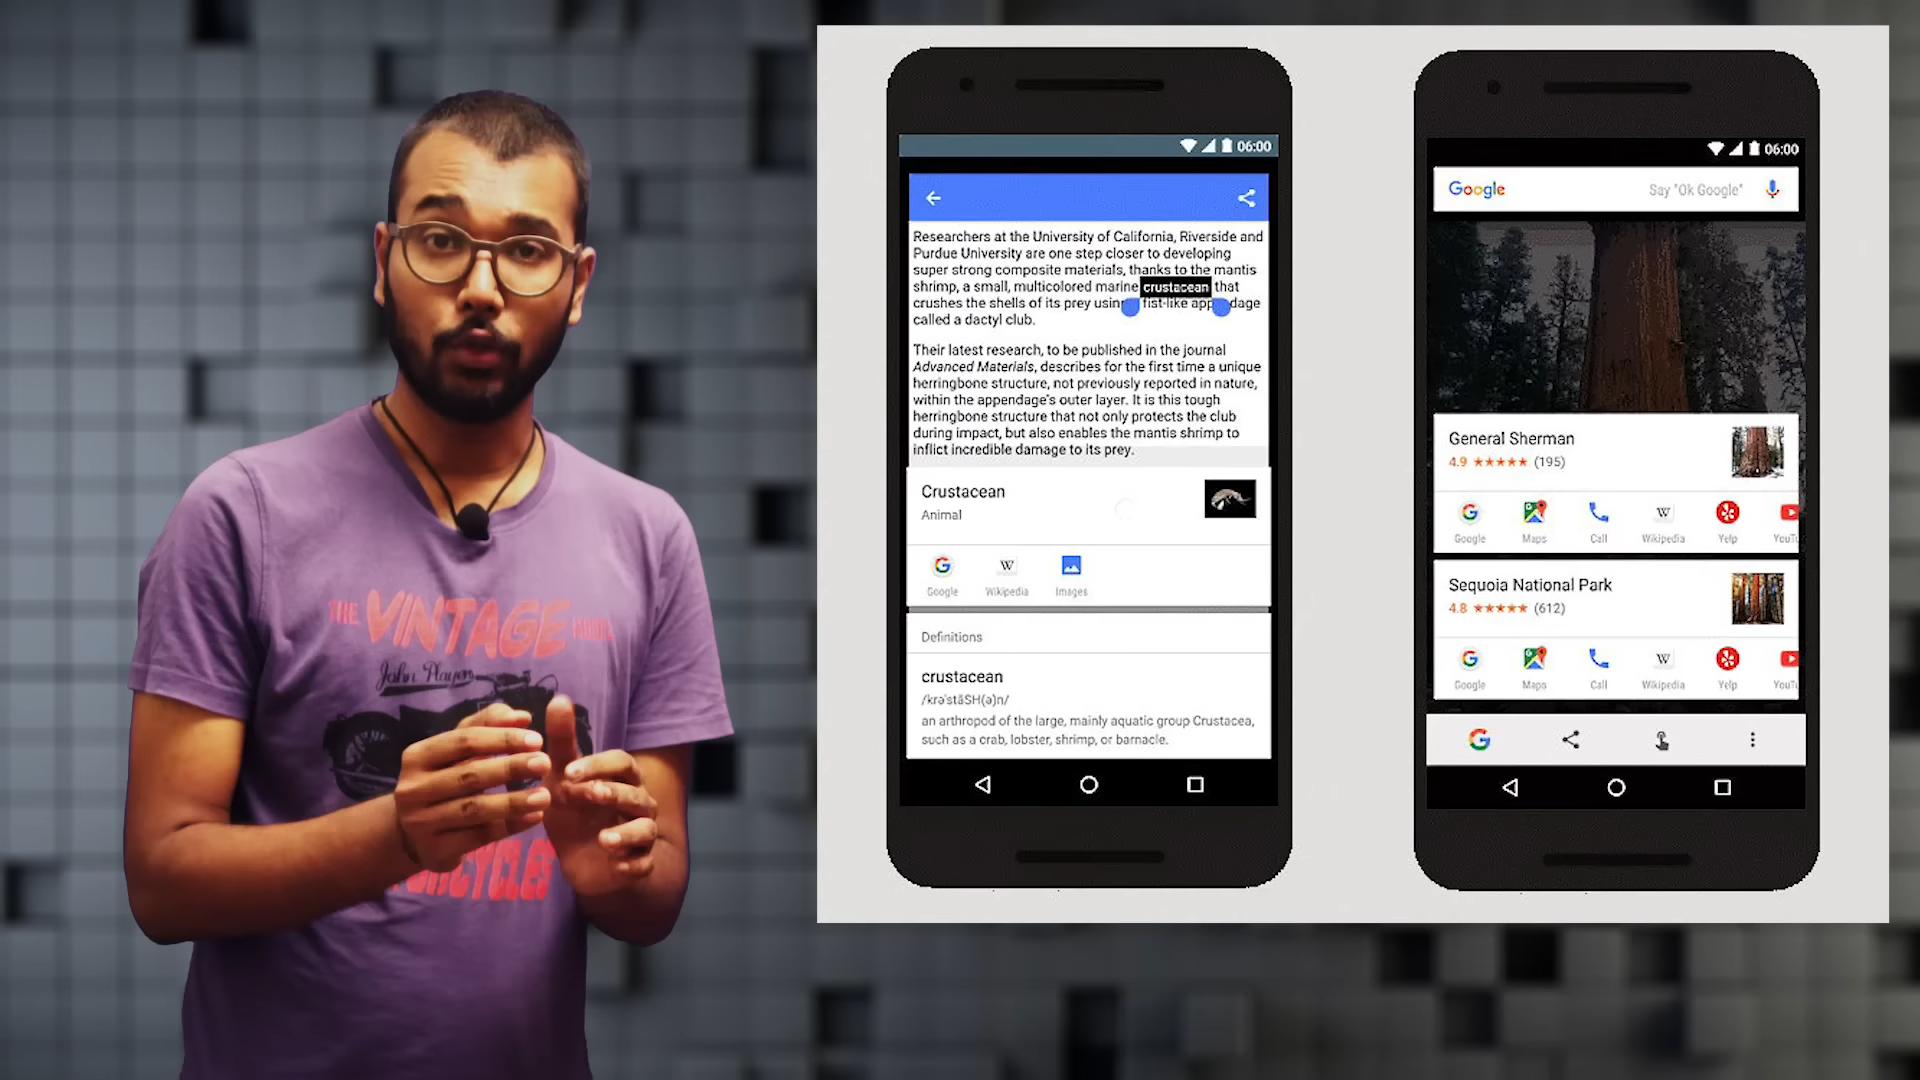 THE VINTAGE
John Player
06:00
Researchers at the University of California, Riverside and
Purdue University are one step closer to developing
super strong composite materials, thanks to the mantis
shrimp, a small, multicolored marine crustacean that
crushes the shells of its prey using fist-like appendage
called a dactyl club.
Their latest research, to be published in the journal
Advanced Materials, describes for the first time a unique
herringbone structure, not previously reported in nature,
within the appendage's outer layer. It is this tough
herringbone structure that not only protects the club
during impact, but also enables the mantis shrimp to
inflict incredible damage to its prey.
Crustacean
Animal
W
Google Wikipedia Images
Definitions
crustacean
/krəˈstāSH(ə)n/
an arthropod of the large, mainly aquatic group Crustacea,
such as a crab, lobster, shrimp, or barnacle.
06:00
Google Say "Ok Google"
General Sherman
4.9 ★★★★★ (195)
G W
Google Maps Call Wikipedia Yelp YouTu
Sequoia National Park
4.8 ★★★★★ (612)
G W
Google Maps Call Wikipedia Yelp YouTu
G